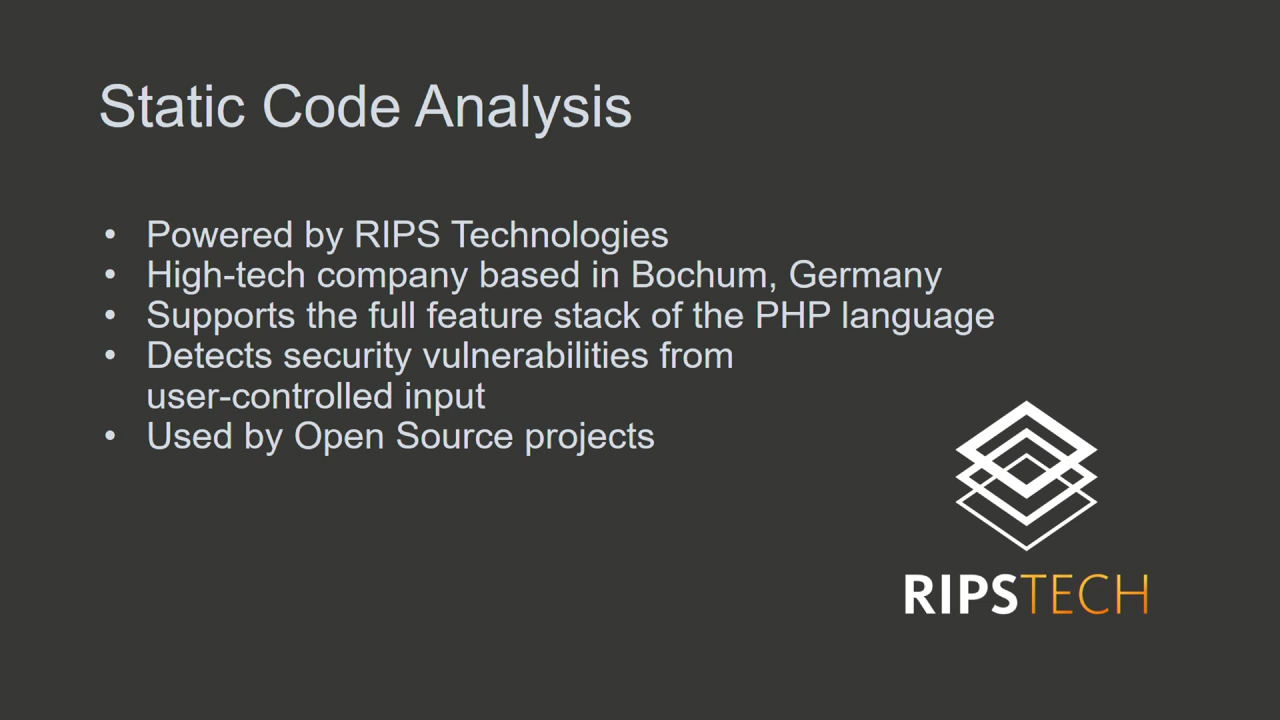 Static Code Analysis
• Powered by RIPS Technologies
• High-tech company based in Bochum, Germany
• Supports the full feature stack of the PHP language
• Detects security vulnerabilities from
user-controlled input
• Used by Open Source projects
RIPSTECH